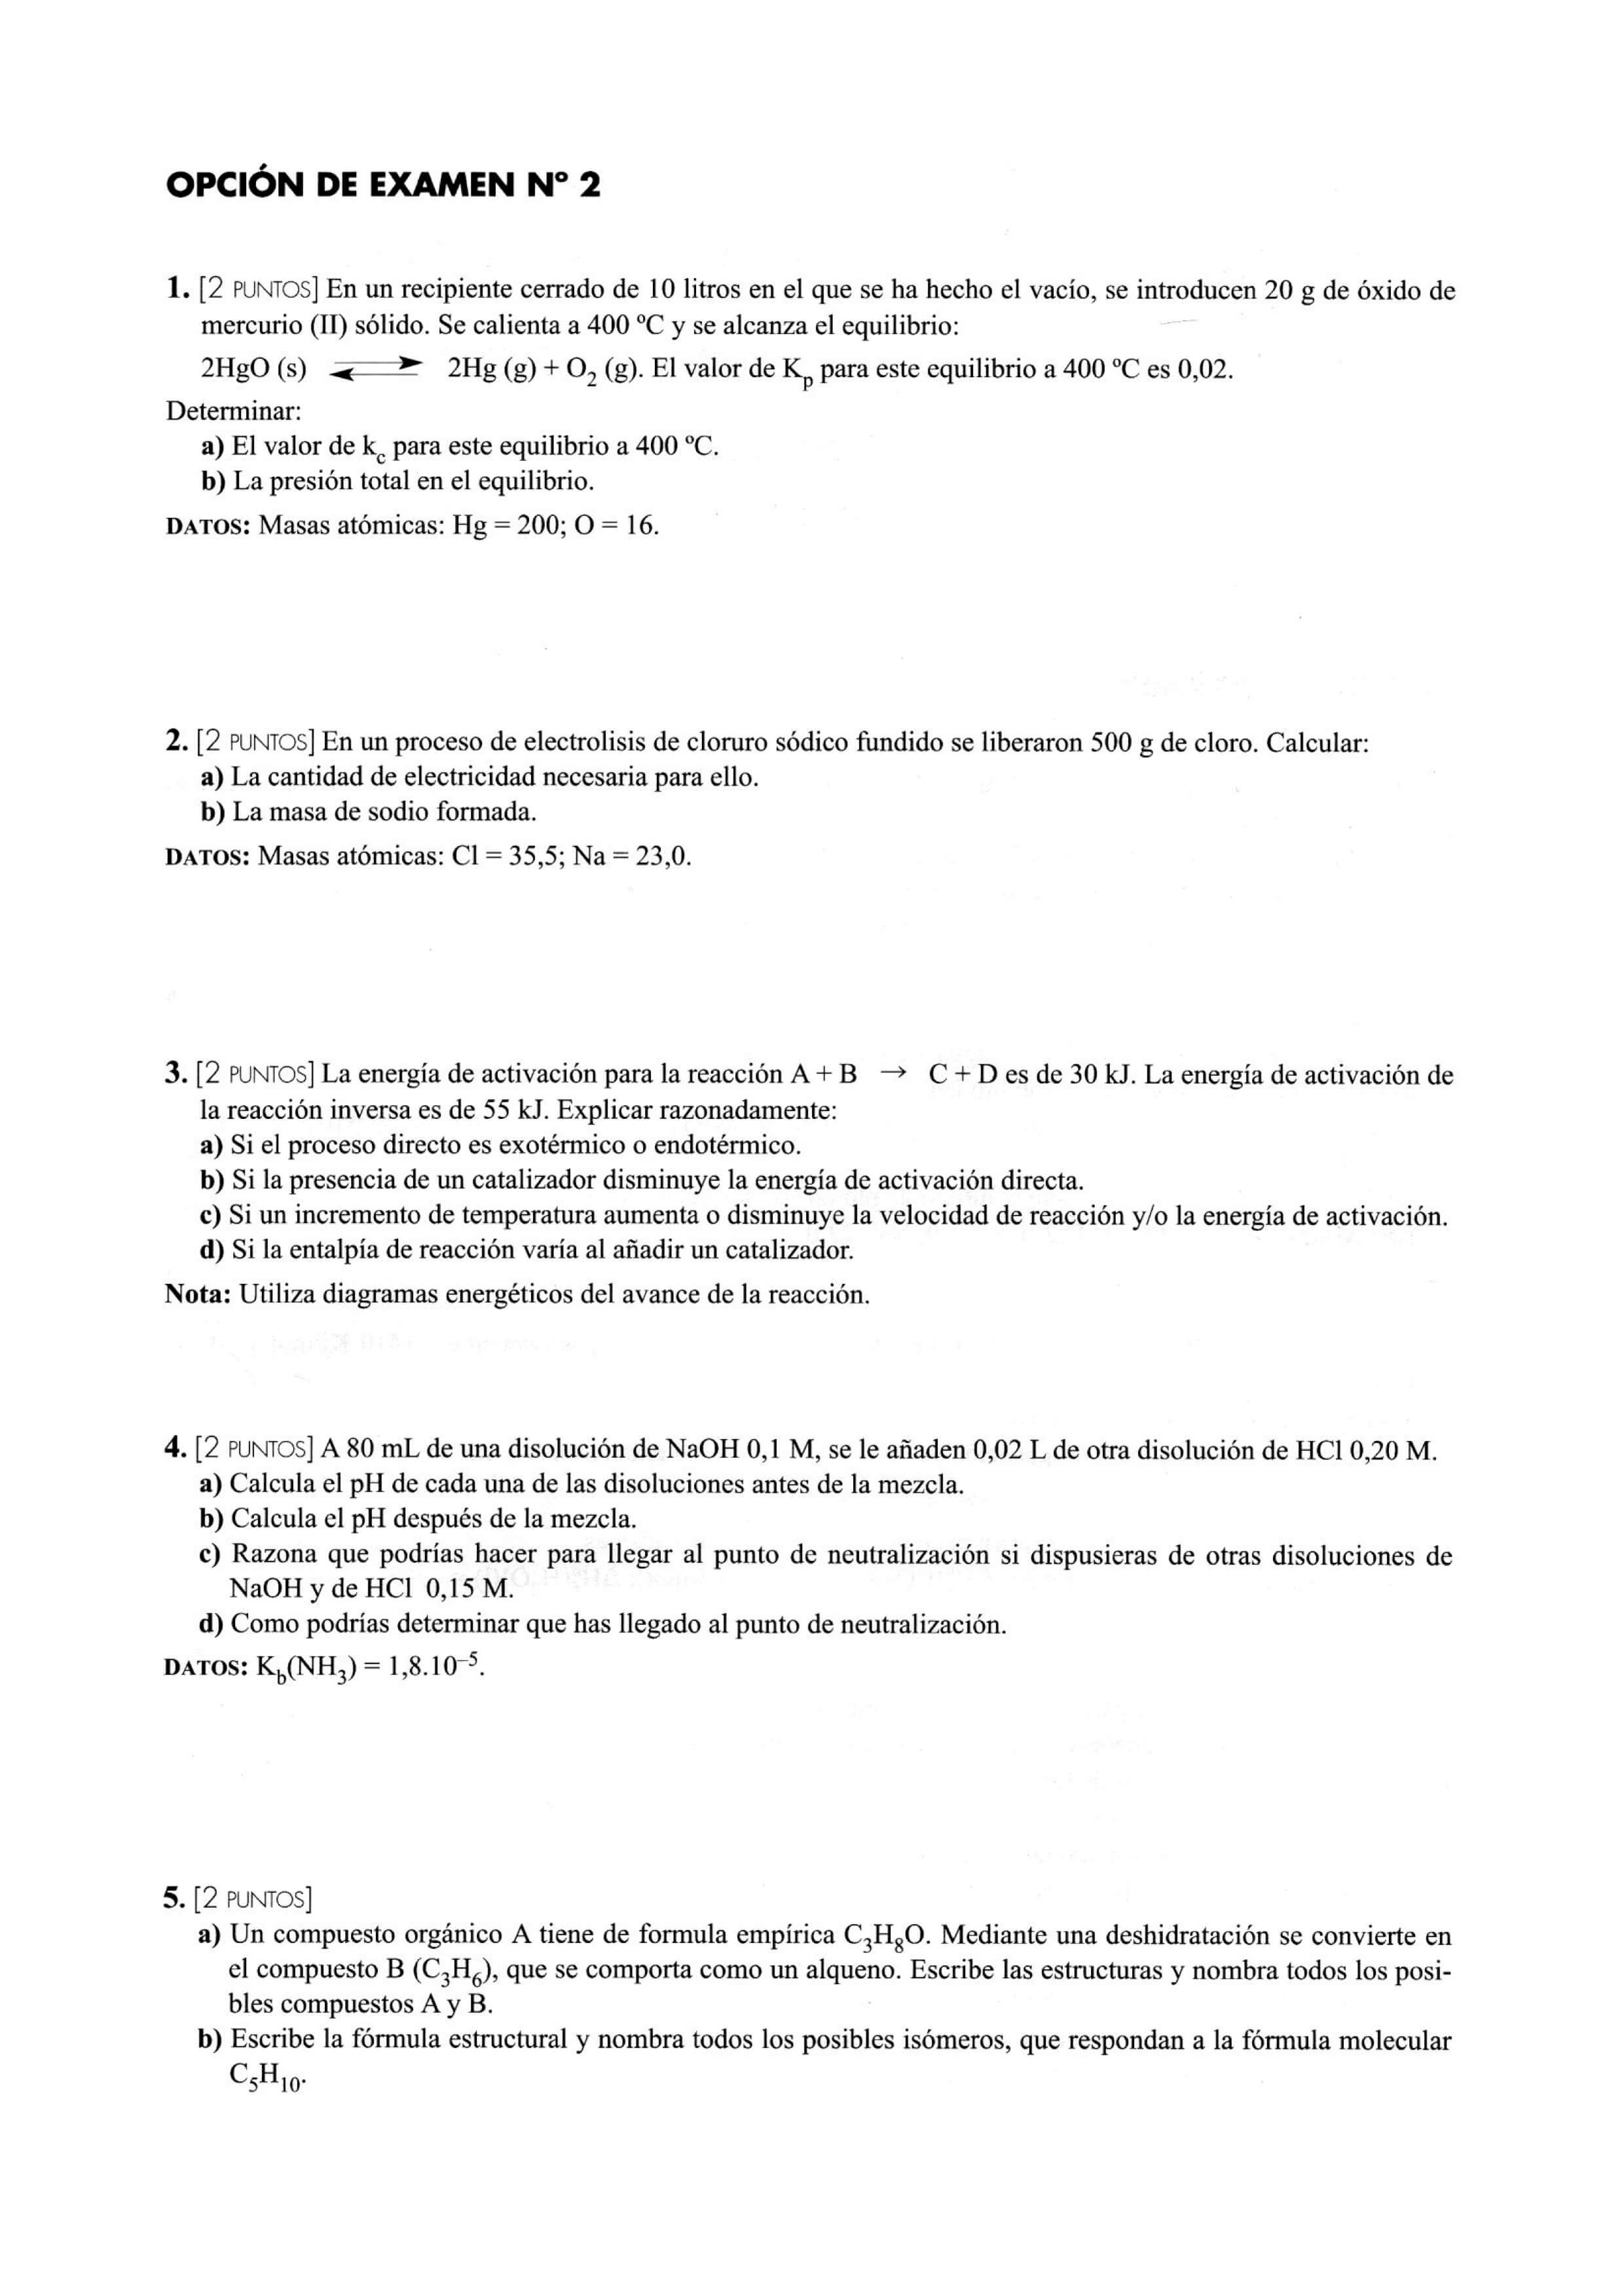 OPCIÓN DE EXAMEN Nº 2
1. [2 PUNTOS] En un recipiente cerrado de 10 litros en el que se ha hecho el vacío, se introducen 20 g de óxido de
mercurio (II) sólido. Se calienta a 400 ºC y se alcanza el equilibrio:
2HgO (s) ⇌ 2Hg (g) + O₂ (g). El valor de Kₚ para este equilibrio a 400 ºC es 0,02.
Determinar:
a) El valor de k꜀ para este equilibrio a 400 ºC.
b) La presión total en el equilibrio.
DATOS: Masas atómicas: Hg = 200; O = 16.
2. [2 PUNTOS] En un proceso de electrolisis de cloruro sódico fundido se liberaron 500 g de cloro. Calcular:
a) La cantidad de electricidad necesaria para ello.
b) La masa de sodio formada.
DATOS: Masas atómicas: Cl = 35,5; Na = 23,0.
3. [2 PUNTOS] La energía de activación para la reacción A + B → C + D es de 30 kJ. La energía de activación de
la reacción inversa es de 55 kJ. Explicar razonadamente:
a) Si el proceso directo es exotérmico o endotérmico.
b) Si la presencia de un catalizador disminuye la energía de activación directa.
c) Si un incremento de temperatura aumenta o disminuye la velocidad de reacción y/o la energía de activación.
d) Si la entalpía de reacción varía al añadir un catalizador.
Nota: Utiliza diagramas energéticos del avance de la reacción.
4. [2 PUNTOS] A 80 mL de una disolución de NaOH 0,1 M, se le añaden 0,02 L de otra disolución de HCl 0,20 M.
a) Calcula el pH de cada una de las disoluciones antes de la mezcla.
b) Calcula el pH después de la mezcla.
c) Razona que podrías hacer para llegar al punto de neutralización si dispusieras de otras disoluciones de
NaOH y de HCl 0,15 M.
d) Como podrías determinar que has llegado al punto de neutralización.
DATOS: K_b(NH₃) = 1,8.10⁻⁵.
5. [2 PUNTOS]
a) Un compuesto orgánico A tiene de formula empírica C₃H₈O. Mediante una deshidratación se convierte en
el compuesto B (C₃H₆), que se comporta como un alqueno. Escribe las estructuras y nombra todos los posi-
bles compuestos A y B.
b) Escribe la fórmula estructural y nombra todos los posibles isómeros, que respondan a la fórmula molecular
C₅H₁₀.